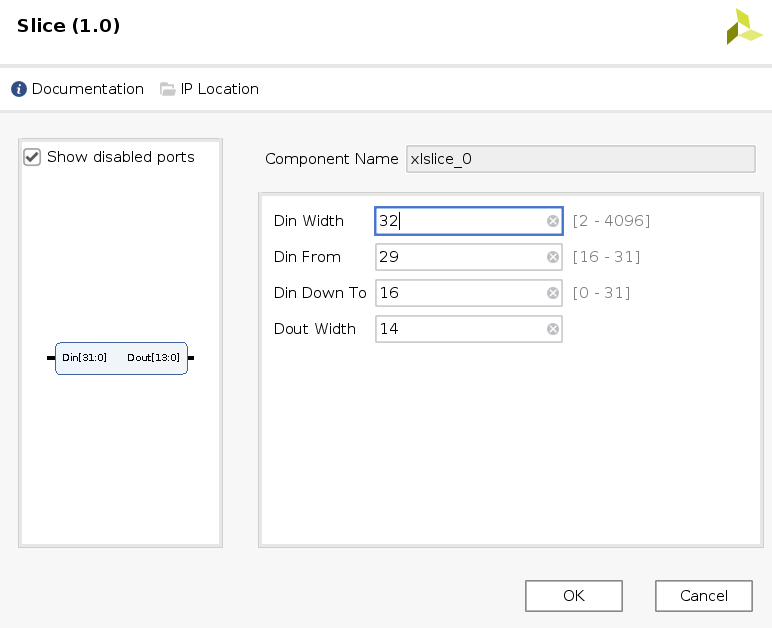 Slice (1.0)
Documentation IP Location
Show disabled ports
Component Name xlslice_0
Din Width 32 [2 - 4096]
Din From 29 [16 - 31]
Din Down To 16 [0 - 31]
Dout Width 14
Din[31:0] Dout[13:0]
OK Cancel